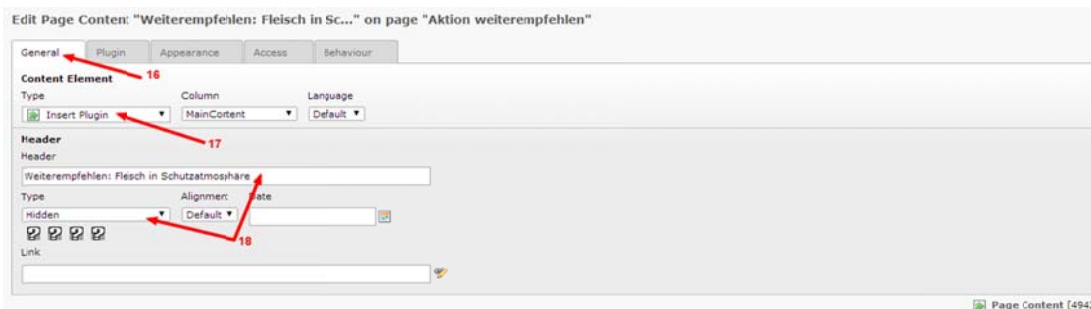 Edit Page Content "Weiterempfehlen: Fleisch in Sc..." on page "Aktion weiterempfehlen"
General Plugin Appearance Access Behaviour
16
Content Element
Type Column Language
Insert Plugin MainContent Default
17
Header
Header
Weiterempfehlen: Fleisch in Schutzatmosphäre
Type Alignment Date
Hidden Default
18
Link
Page Content [494